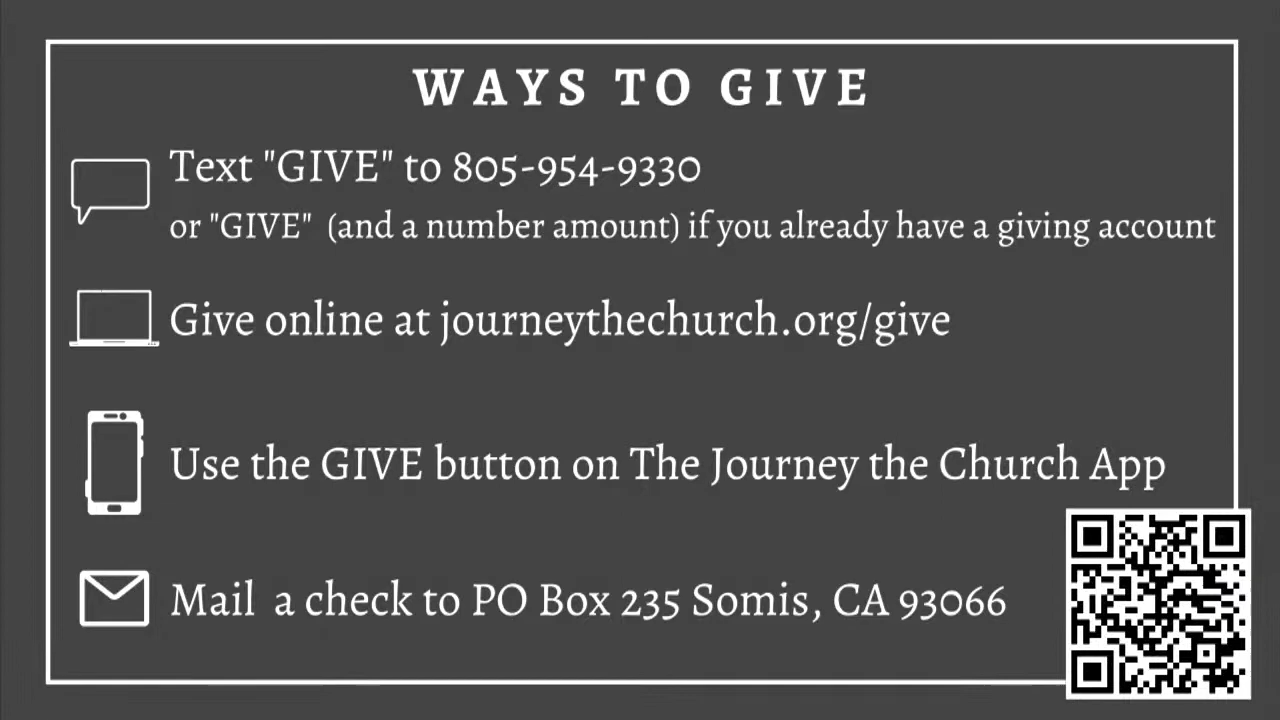 WAYS TO GIVE
Text "GIVE" to 805-954-9330
or "GIVE" (and a number amount) if you already have a giving account
Give online at journeythechurch.org/give
Use the GIVE button on The Journey the Church App
Mail a check to PO Box 235 Somis, CA 93066